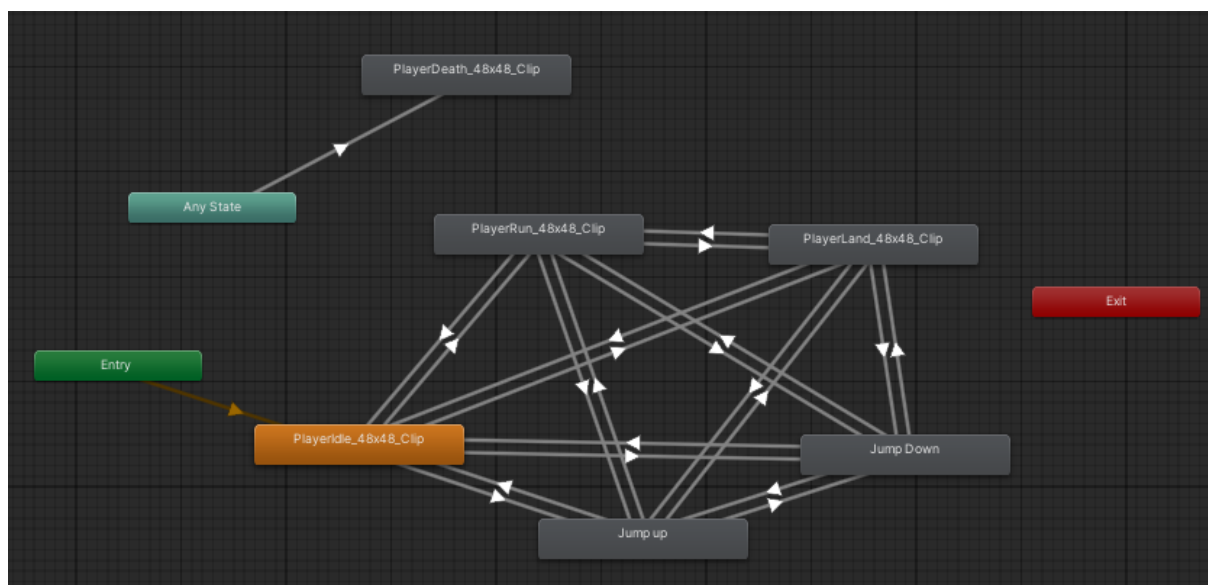 PlayerDeath_48x48_Clip
Any State
PlayerRun_48x48_Clip
PlayerLand_48x48_Clip
Exit
Entry
PlayerIdle_48x48_Clip
Jump Down
Jump up